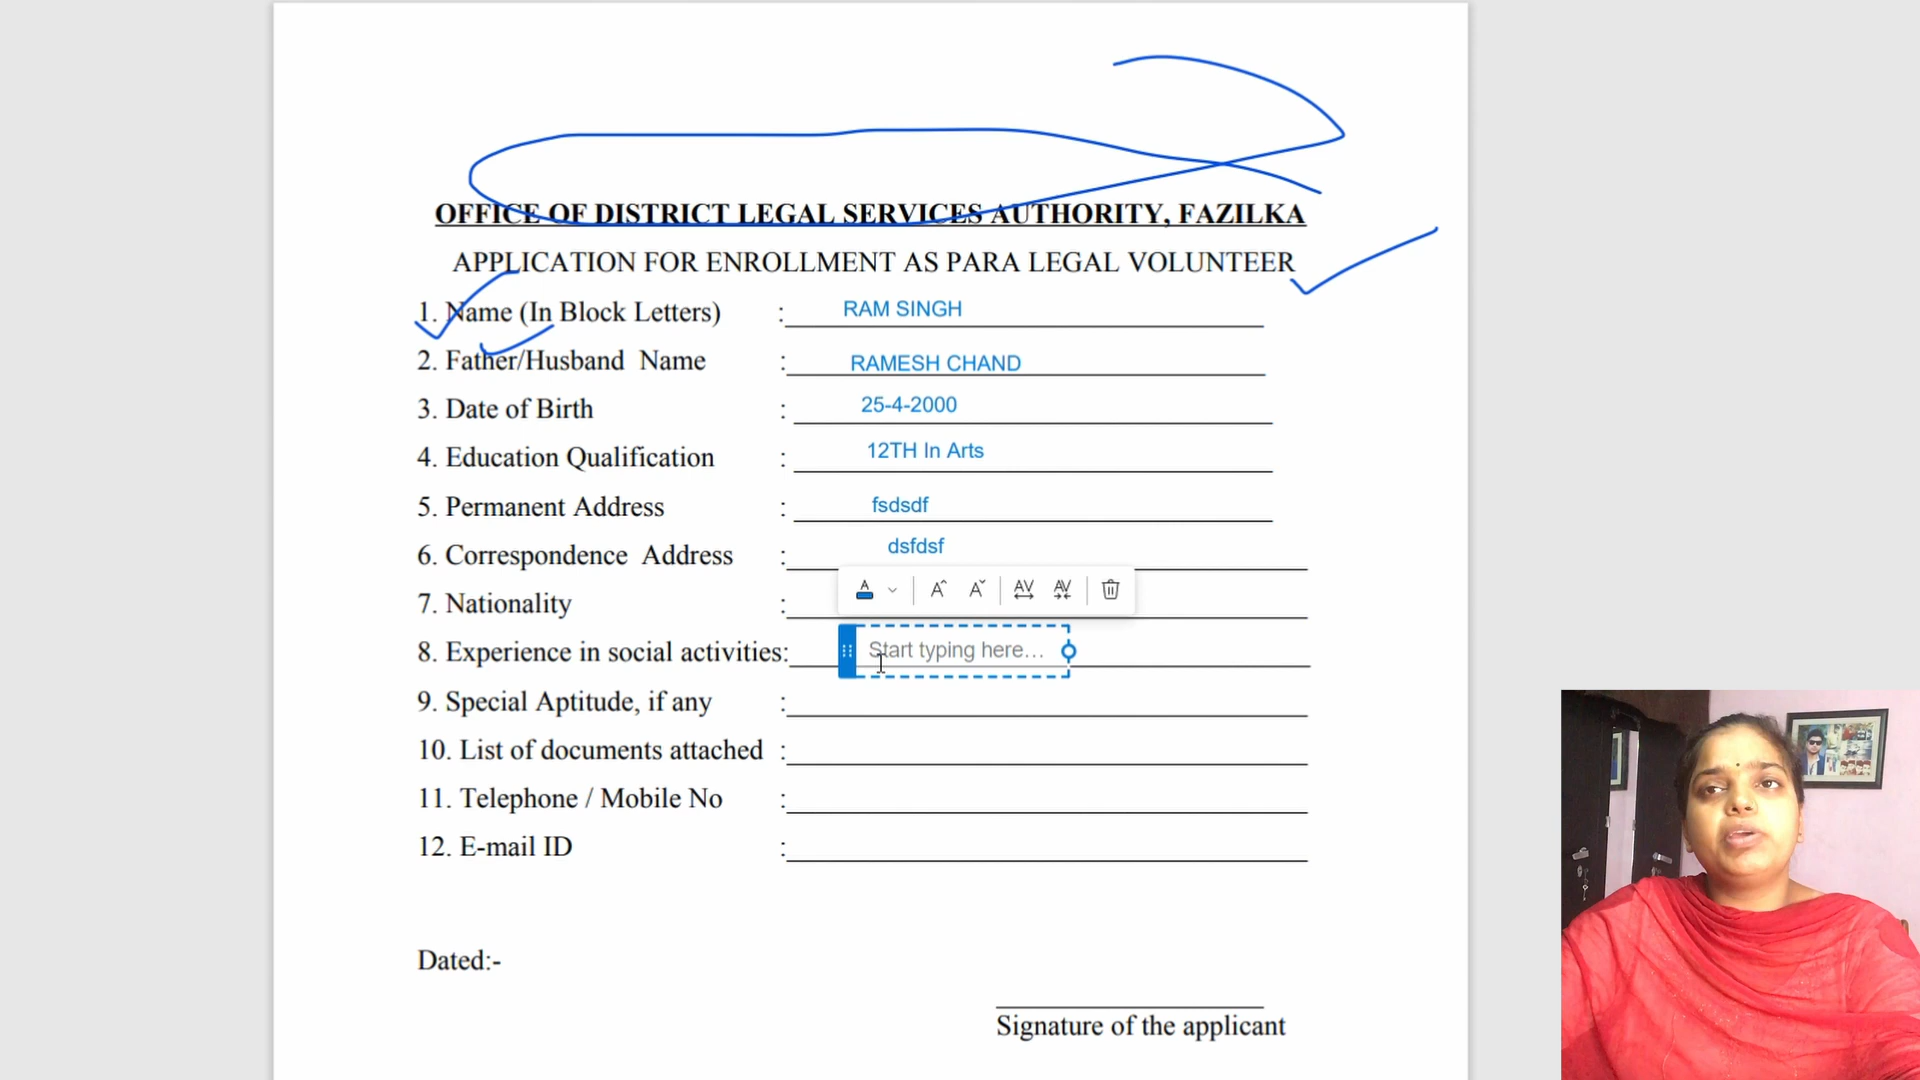 OFFICE OF DISTRICT LEGAL SERVICES AUTHORITY, FAZILKA
APPLICATION FOR ENROLLMENT AS PARA LEGAL VOLUNTEER
1. Name (In Block Letters) : RAM SINGH
2. Father/Husband Name : RAMESH CHAND
3. Date of Birth : 25-4-2000
4. Education Qualification : 12TH In Arts
5. Permanent Address : fsdsdf
6. Correspondence Address : dsfdsf
7. Nationality :
8. Experience in social activities: Start typing here...
9. Special Aptitude, if any :
10. List of documents attached :
11. Telephone / Mobile No :
12. E-mail ID :
Dated:-
Signature of the applicant